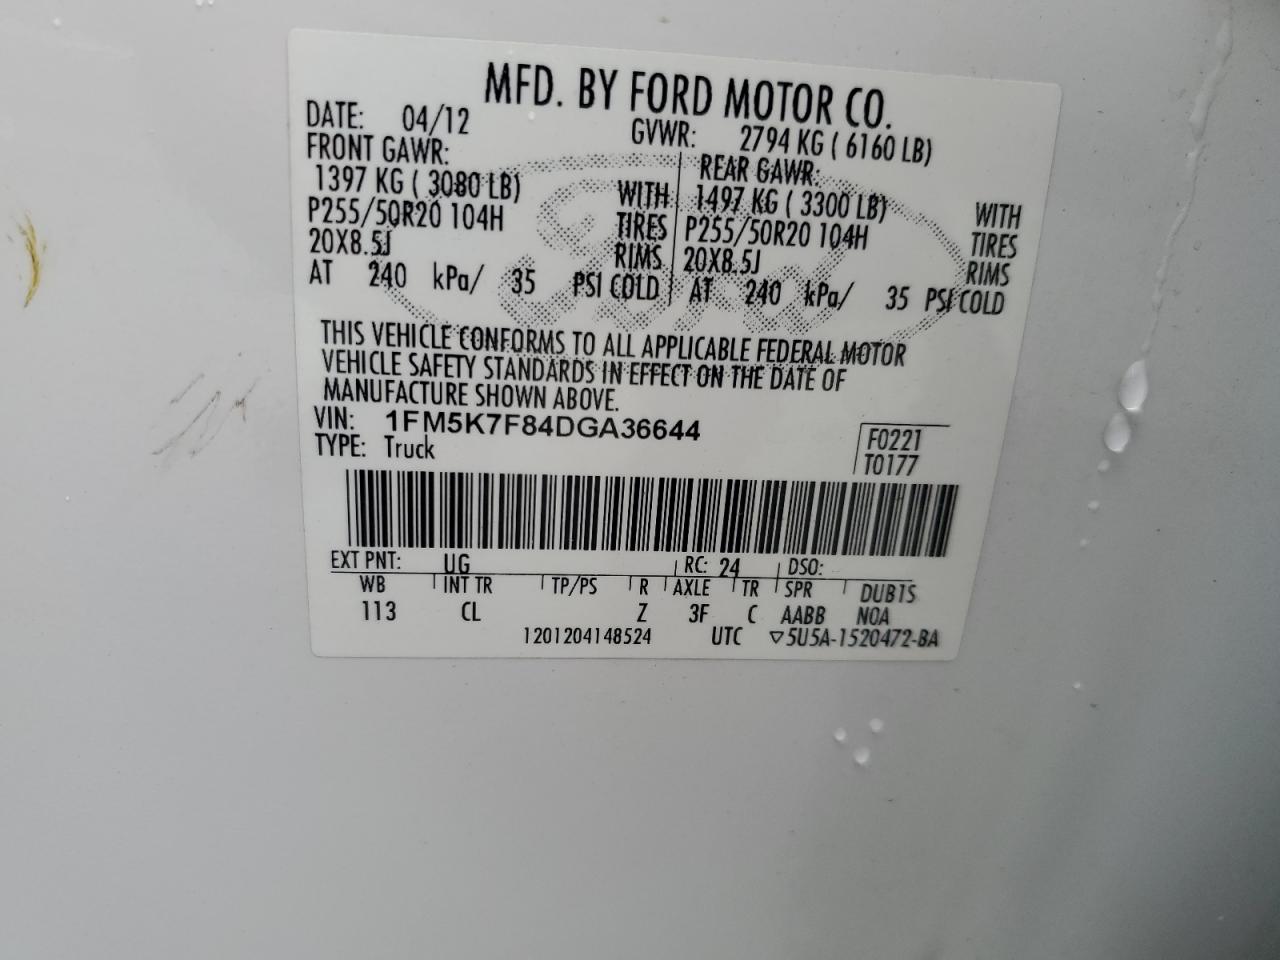 MFD. BY FORD MOTOR CO.
DATE: 04/12 GVWR: 2794 KG ( 6160 LB)
FRONT GAWR: REAR GAWR:
1397 KG ( 3080 LB) WITH 1497 KG ( 3300 LB) WITH
P255/50R20 104H TIRES P255/50R20 104H TIRES
20X8.5J RIMS 20X8.5J RIMS
AT 240 kPa/ 35 PSI COLD AT 240 kPa/ 35 PSI COLD
Ford
THIS VEHICLE CONFORMS TO ALL APPLICABLE FEDERAL MOTOR
VEHICLE SAFETY STANDARDS IN EFFECT ON THE DATE OF
MANUFACTURE SHOWN ABOVE.
VIN: 1FM5K7F84DGA36644 F0221
TYPE: Truck T0177
EXT PNT: UG RC: 24 DSO:
WB INT TR TP/PS R AXLE TR SPR DUB1S
113 CL Z 3F C AABB NOA
1201204148524 UTC ▽5U5A-1520472-BA